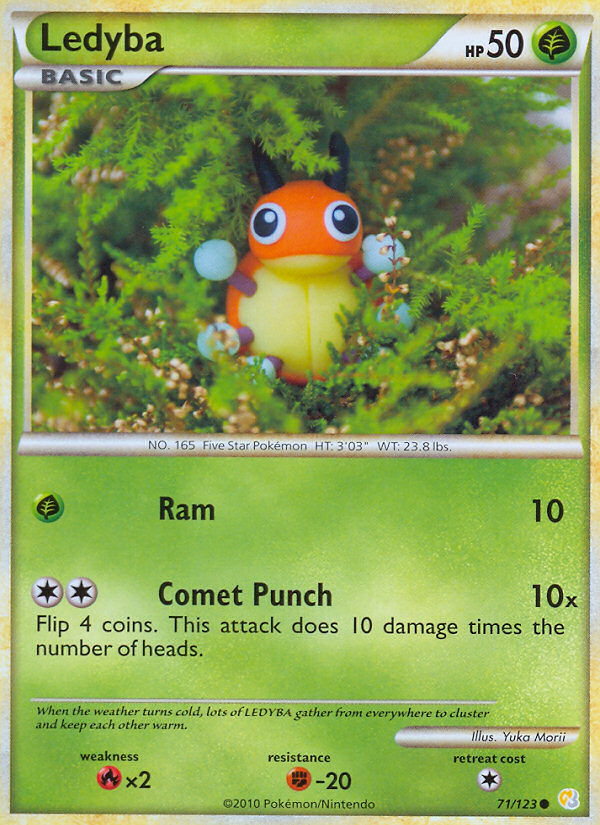 Ledyba
HP 50
BASIC
NO. 165 Five Star Pokémon HT: 3'03" WT: 23.8 lbs.
Ram 10
Comet Punch 10x
Flip 4 coins. This attack does 10 damage times the
number of heads.
When the weather turns cold, lots of LEDYBA gather from everywhere to cluster
and keep each other warm.
Illus. Yuka Morii
weakness resistance retreat cost
×2 -20
©2010 Pokémon/Nintendo 71/123